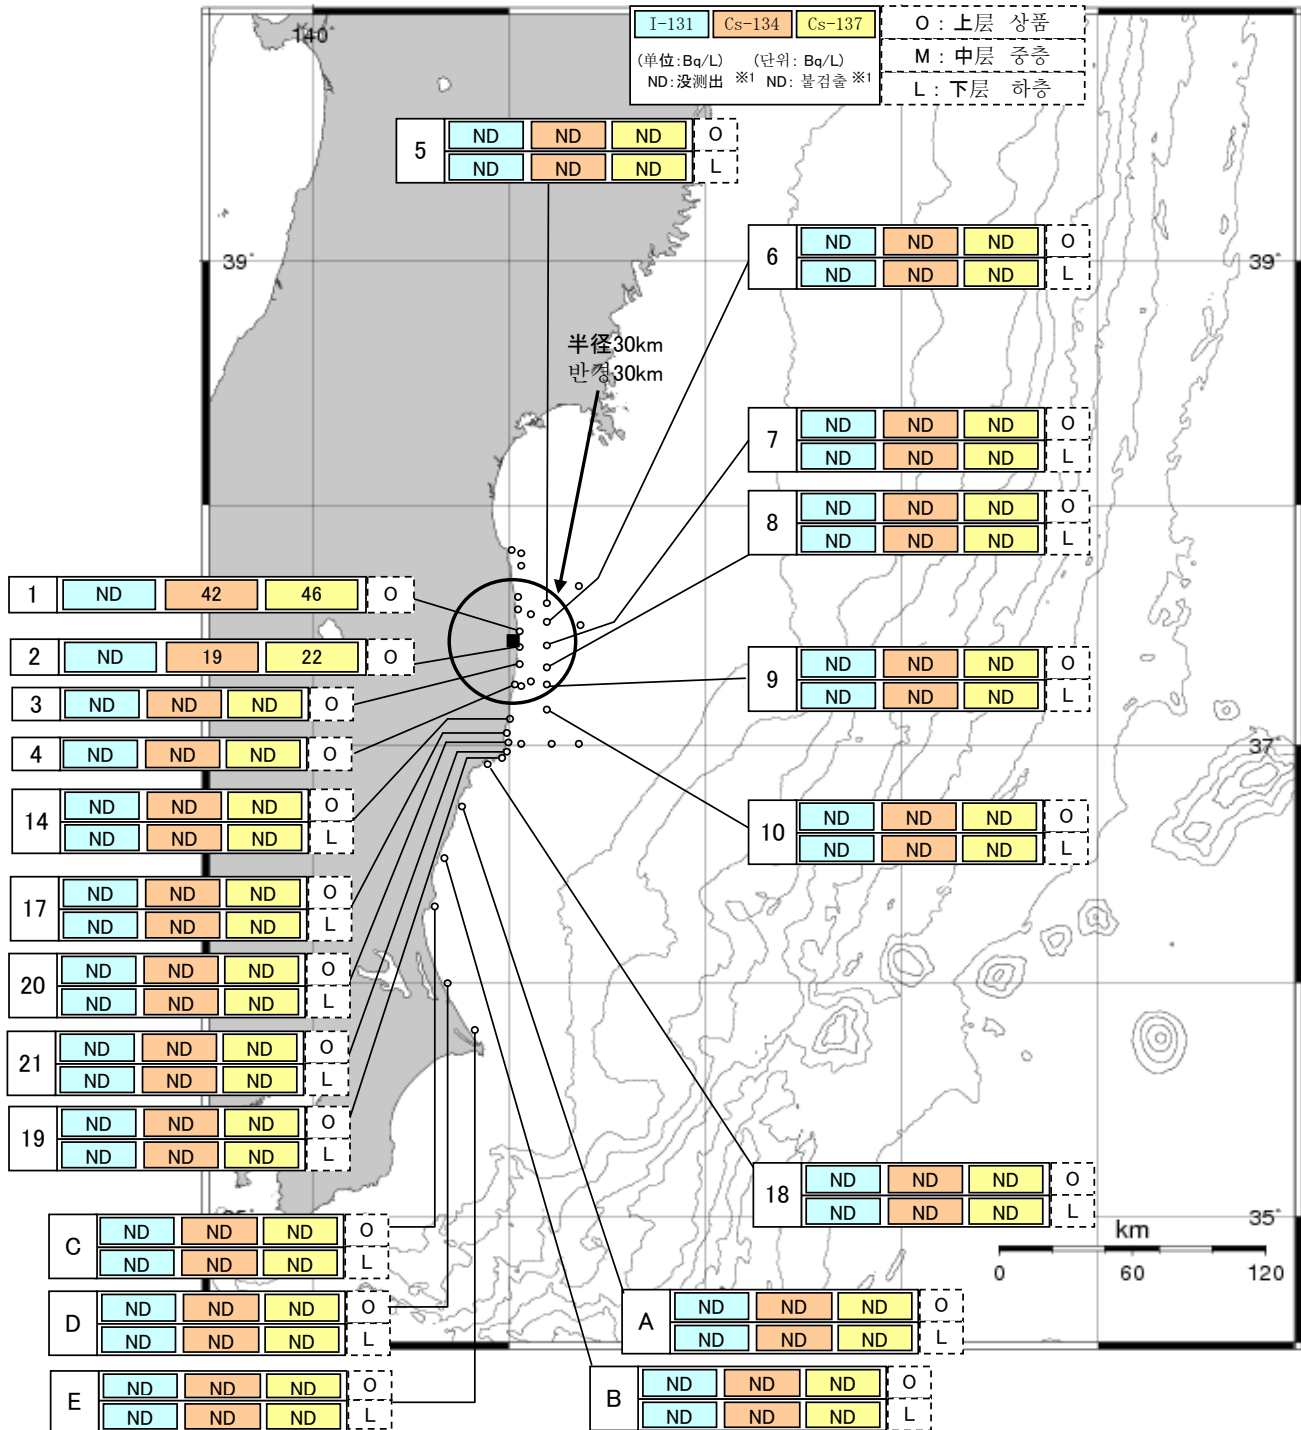 140°
I-131 Cs-134 Cs-137
O : 上层 상품
(単位:Bq/L) (단위: Bq/L)
M : 中层 중층
ND:没测出 ※1 ND: 불검출 ※1
L : 下层 하층
5 ND ND ND O
ND ND ND L
6 ND ND ND O
ND ND ND L
39° 39°
半径30km
반경30km
7 ND ND ND O
ND ND ND L
8 ND ND ND O
ND ND ND L
1 ND 42 46 O
2 ND 19 22 O
9 ND ND ND O
ND ND ND L
3 ND ND ND O
4 ND ND ND O
37°
14 ND ND ND O
ND ND ND L
10 ND ND ND O
ND ND ND L
17 ND ND ND O
ND ND ND L
20 ND ND ND O
ND ND ND L
21 ND ND ND O
ND ND ND L
19 ND ND ND O
ND ND ND L
18 ND ND ND O
ND ND ND L
35°
C ND ND ND O
ND ND ND L
km
0 60 120
D ND ND ND O
ND ND ND L
A ND ND ND O
ND ND ND L
E ND ND ND O
ND ND ND L
B ND ND ND O
ND ND ND L